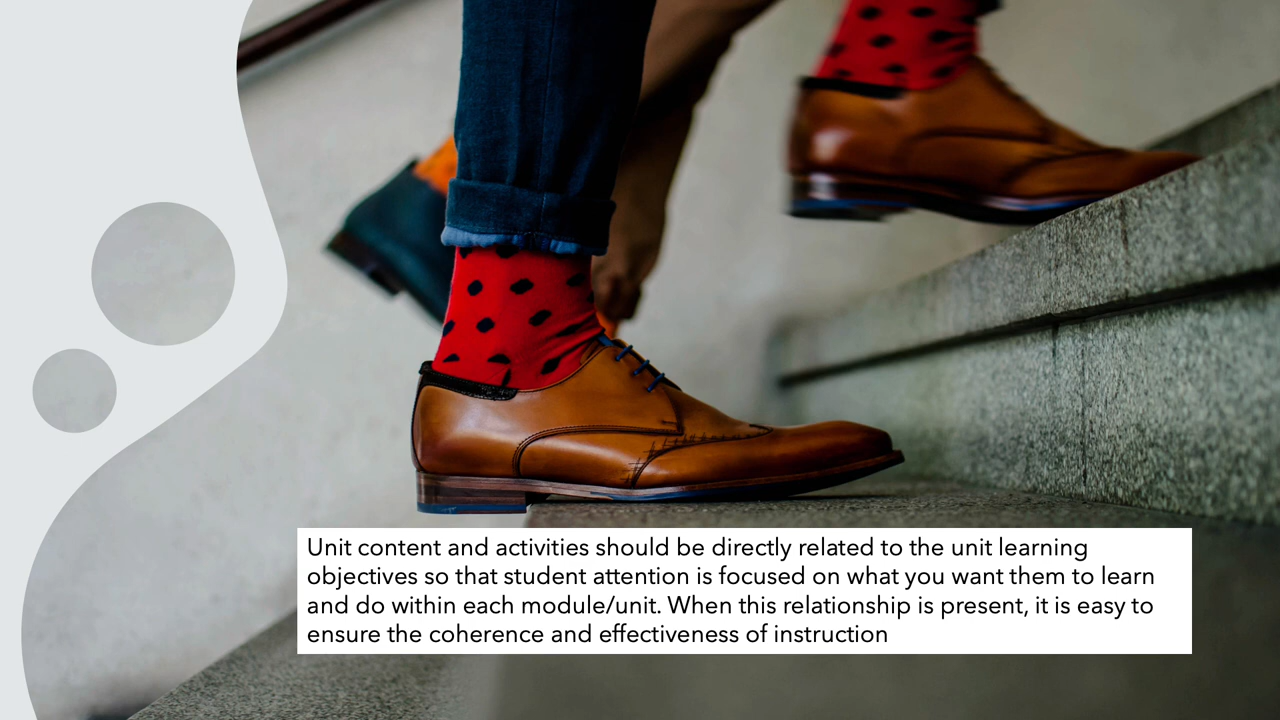 Unit content and activities should be directly related to the unit learning
objectives so that student attention is focused on what you want them to learn
and do within each module/unit. When this relationship is present, it is easy to
ensure the coherence and effectiveness of instruction